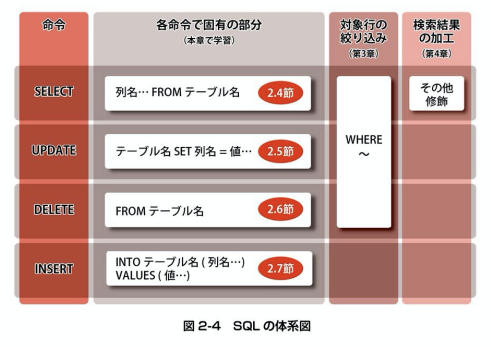 命令
各命令で固有の部分
（本章で学習）
対象行の
絞り込み
（第3章）
検索結果
の加工
（第4章）
SELECT
列名… FROM テーブル名
2.4節
WHERE
～
その他
修飾
UPDATE
テーブル名 SET 列名 = 値…
2.5節
DELETE
FROM テーブル名
2.6節
INSERT
INTO テーブル名 ( 列名…)
VALUES ( 値…)
2.7節
図 2-4　SQL の体系図